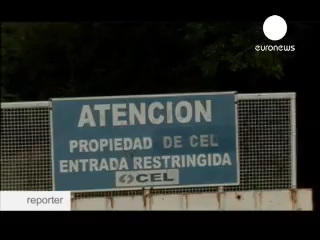 euronews
ATENCION
PROPIEDAD DE CEL
ENTRADA RESTRINGIDA
CEL
reporter